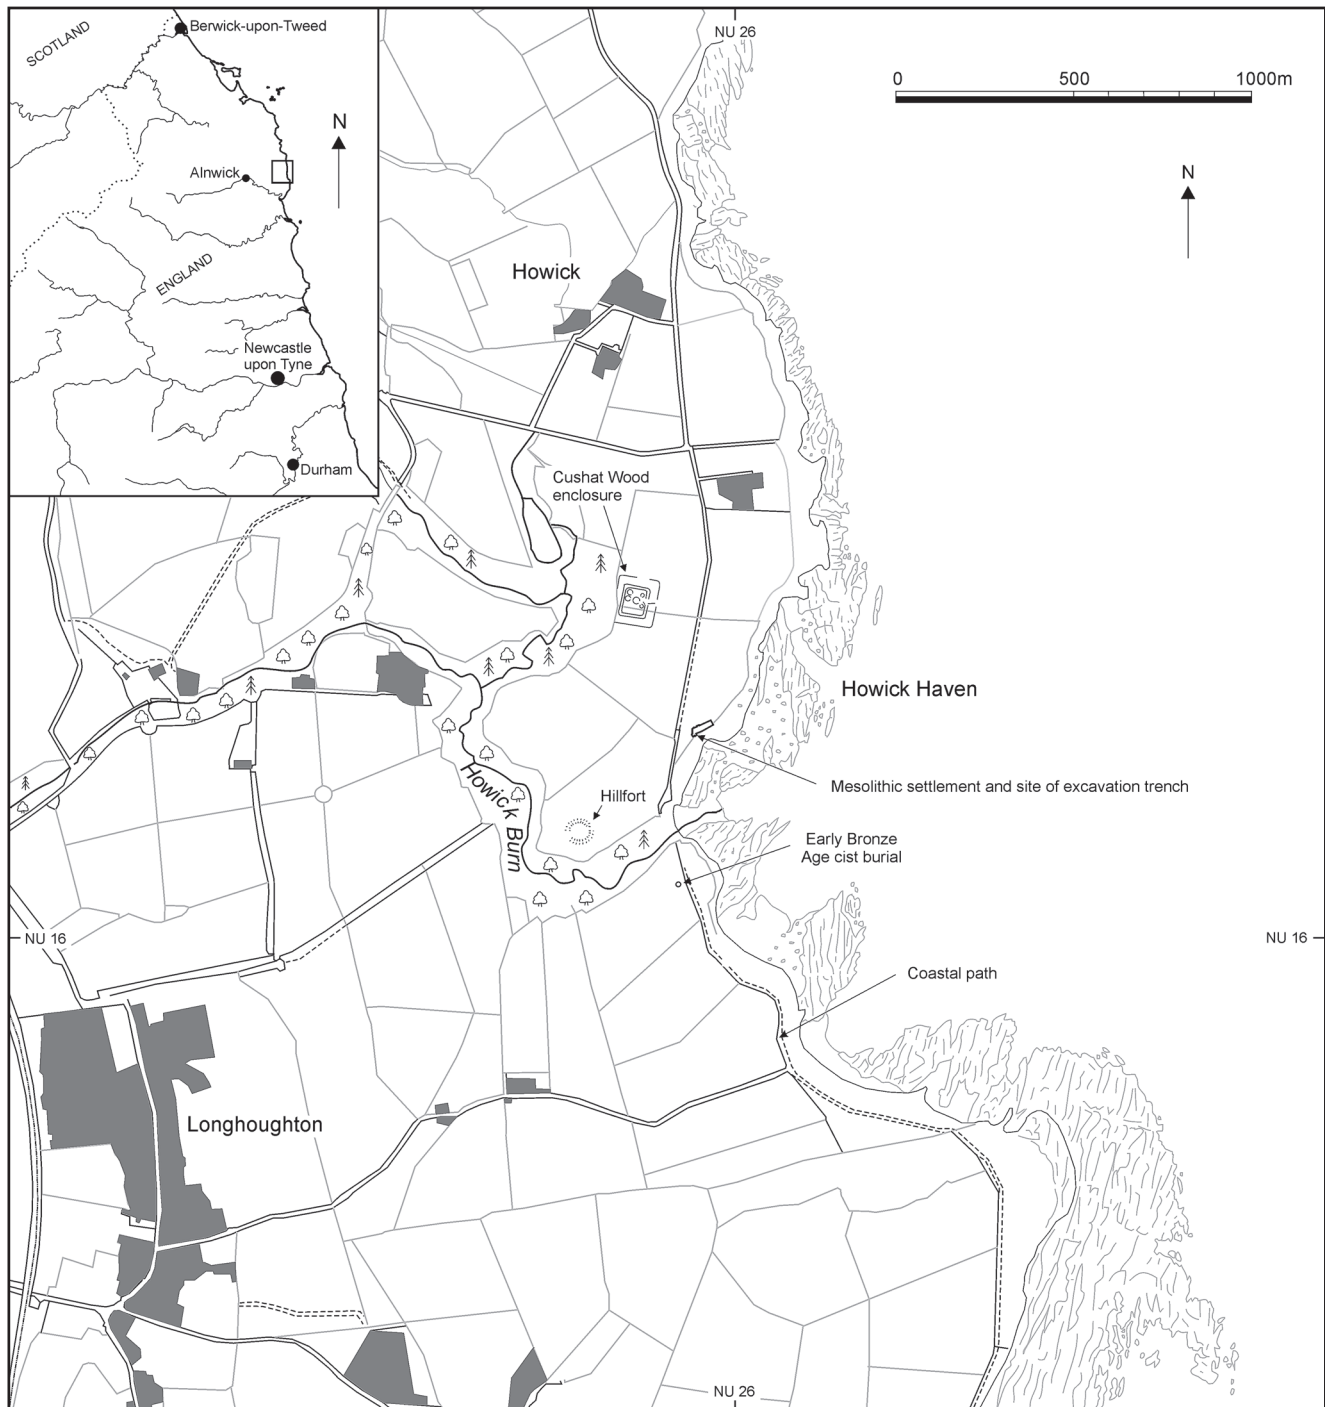 SCOTLAND
Berwick-upon-Tweed
N
Alnwick
ENGLAND
Newcastle
upon Tyne
Durham
NU 26
0 500 1000m
N
Howick
Cushat Wood
enclosure
Howick Haven
Mesolithic settlement and site of excavation trench
Hillfort
Howick Burn
Early Bronze
Age cist burial
NU 16
NU 16
Coastal path
Longhoughton
NU 26